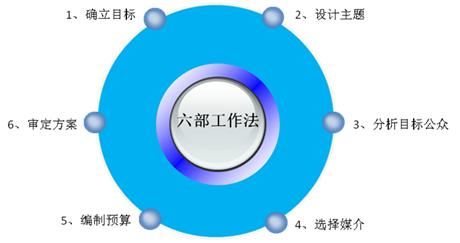 1、确立目标
2、设计主题
3、分析目标公众
4、选择媒介
5、编制预算
6、审定方案
六部工作法